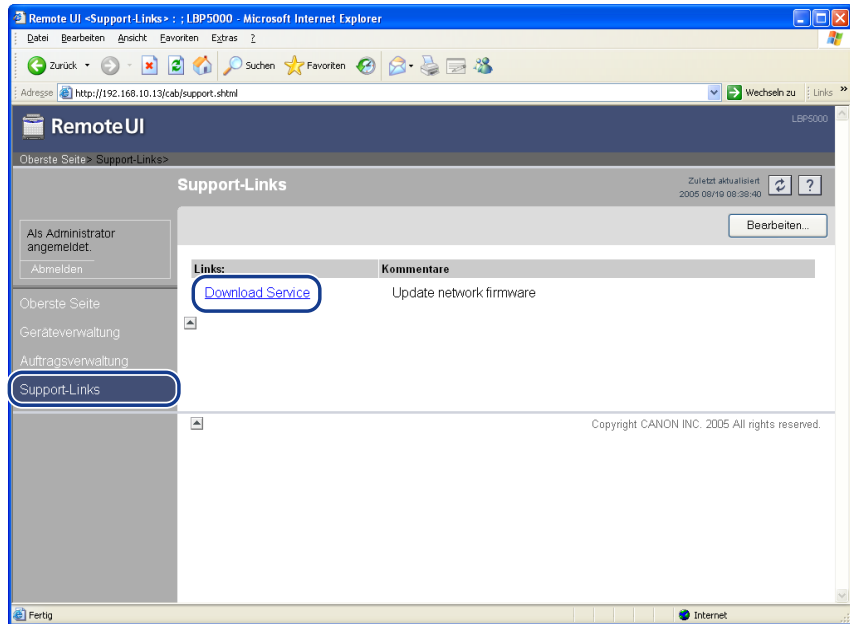 Remote UI <Support-Links> : ; LBP5000 - Microsoft Internet Explorer
Datei Bearbeiten Ansicht Favoriten Extras ?
Zurück Suchen Favoriten
Adresse http://192.168.10.13/cab/support.shtml Wechseln zu Links »
RemoteUI LBP5000
Oberste Seite> Support-Links>
Support-Links
Zuletzt aktualisiert
2005 08/19 08:38:40
?
Als Administrator
angemeldet.
Abmelden
Bearbeiten...
Links: Kommentare
Download Service Update network firmware
Oberste Seite
Geräteverwaltung
Auftragsverwaltung
Support-Links
Copyright CANON INC. 2005 All rights reserved.
Fertig Internet